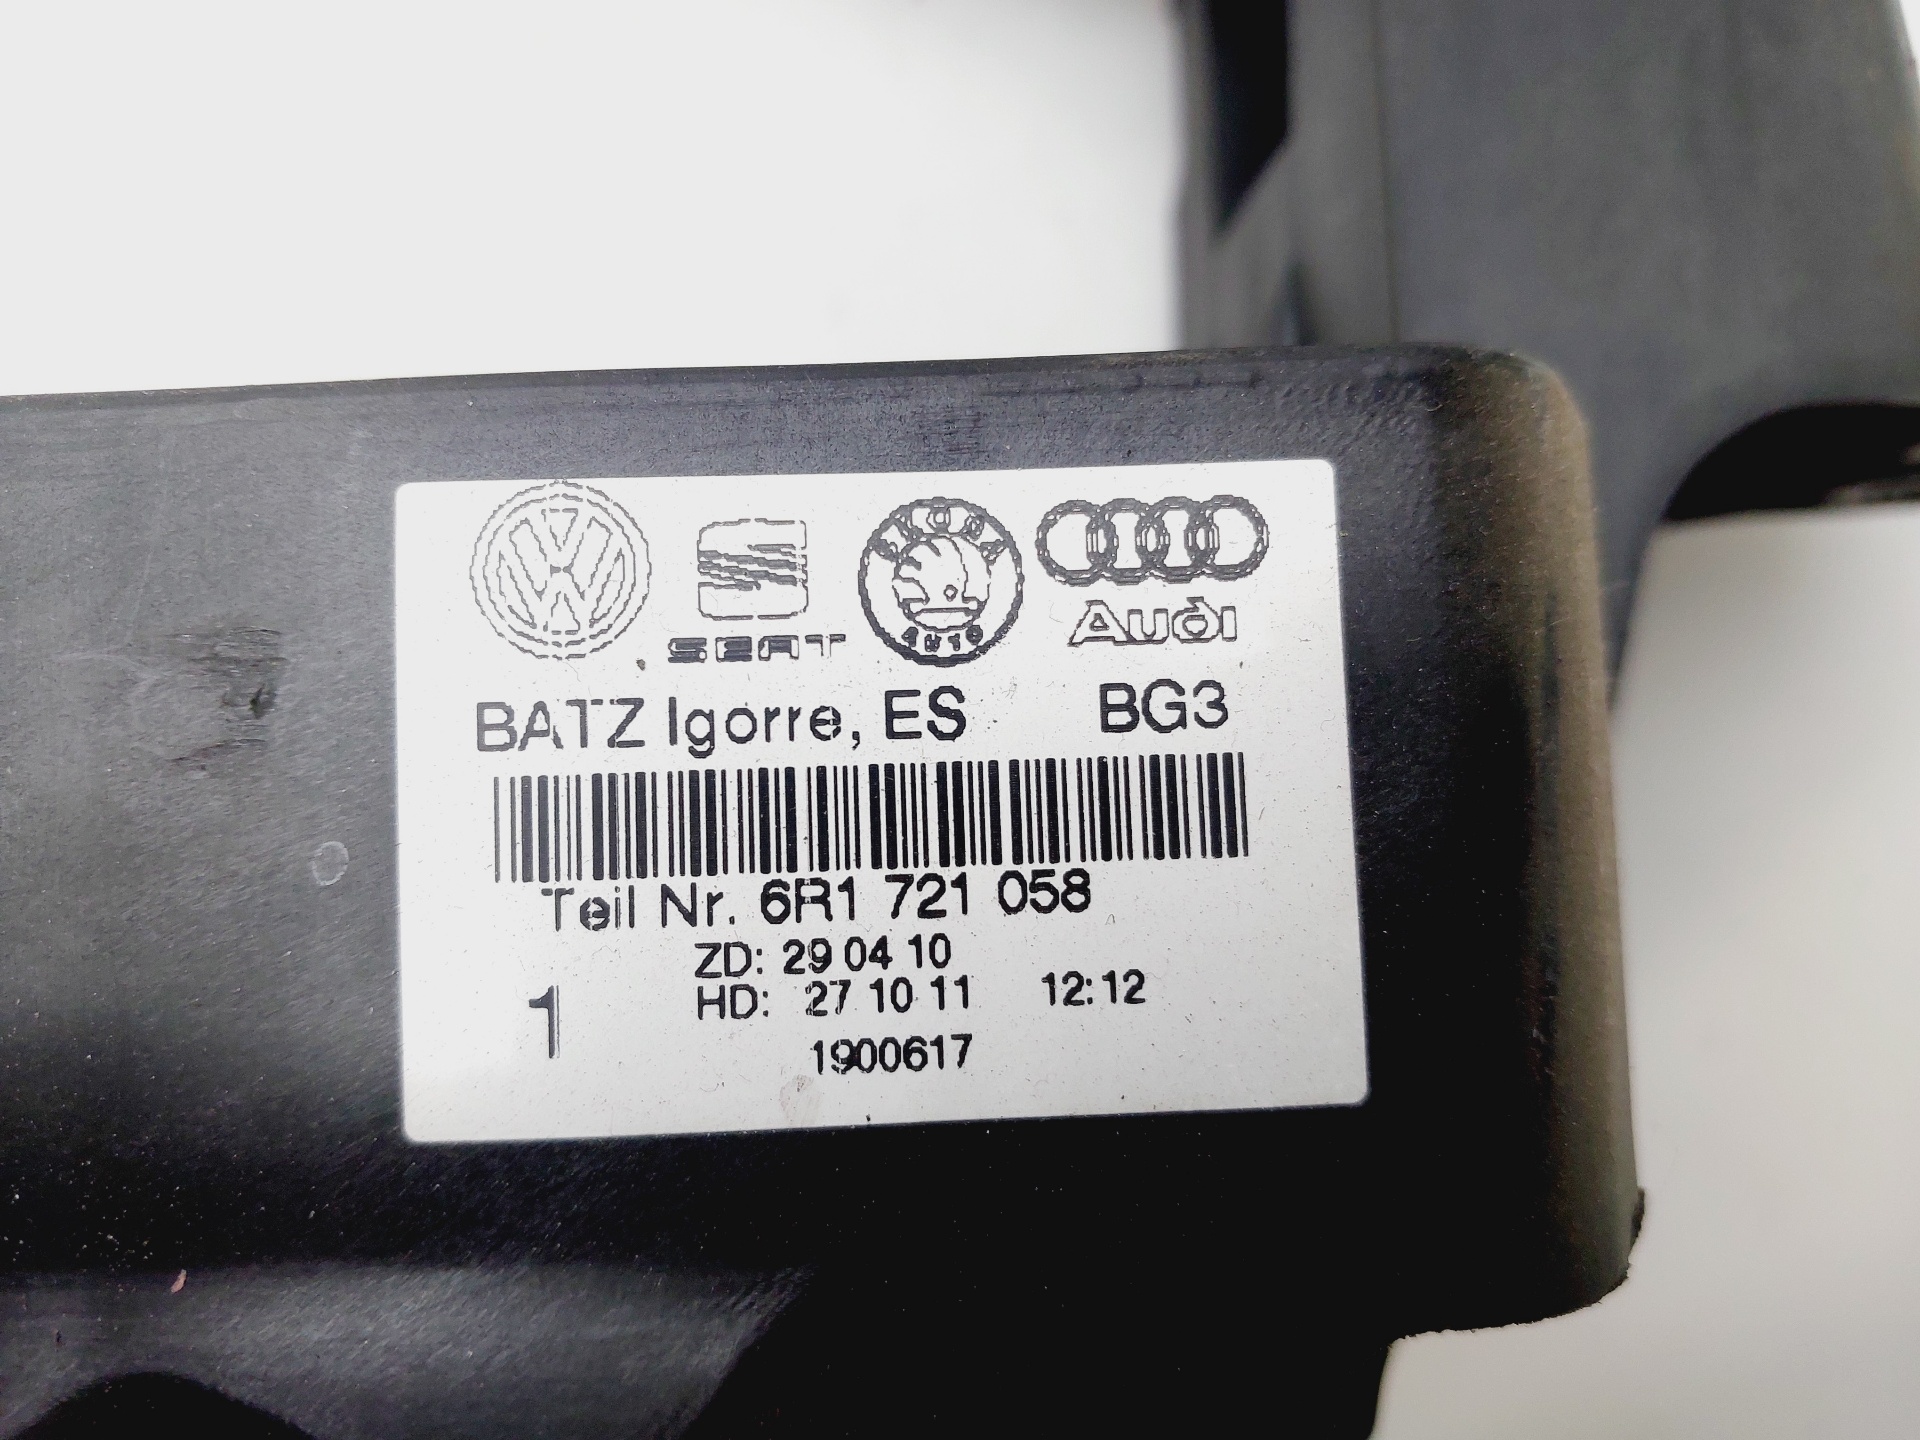 SEAT
SKODA
AUTO
Audi
BATZ Igorre, ES BG3
Teil Nr. 6R1 721 058
ZD: 29 04 10
HD: 27 10 11 12:12
1
1900617